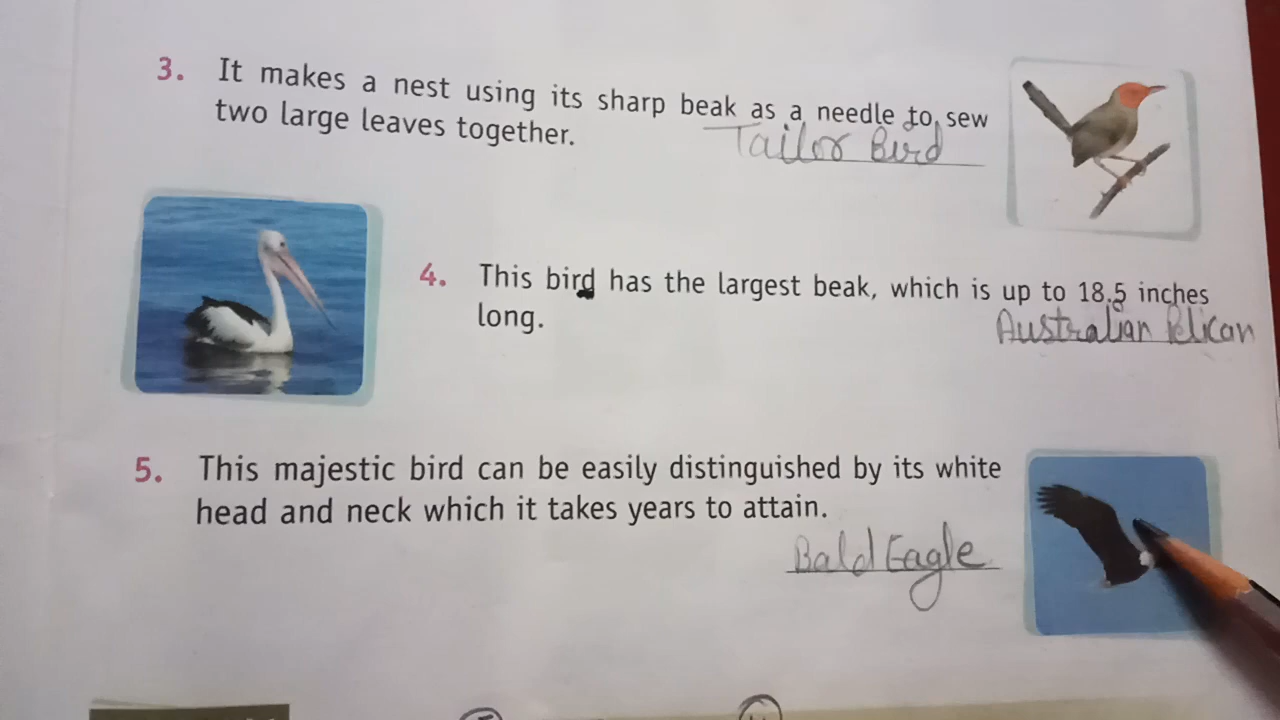 3. It makes a nest using its sharp beak as a needle to sew
two large leaves together.
Tailor Bird
4. This bird has the largest beak, which is up to 18.5 inches
long.
Australian Pelican
5. This majestic bird can be easily distinguished by its white
head and neck which it takes years to attain.
Bald Eagle